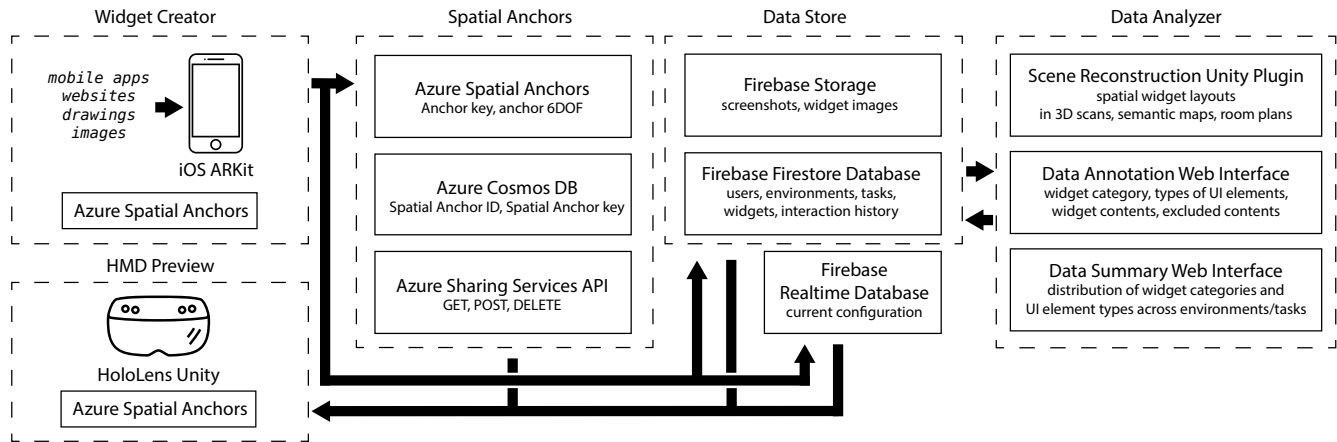 Widget Creator
mobile apps
websites
drawings
images
iOS ARKit
Azure Spatial Anchors
HMD Preview
HoloLens Unity
Azure Spatial Anchors
Spatial Anchors
Azure Spatial Anchors
Anchor key, anchor 6DOF
Azure Cosmos DB
Spatial Anchor ID, Spatial Anchor key
Azure Sharing Services API
GET, POST, DELETE
Data Store
Firebase Storage
screenshots, widget images
Firebase Firestore Database
users, environments, tasks,
widgets, interaction history
Firebase
Realtime Database
current configuration
Data Analyzer
Scene Reconstruction Unity Plugin
spatial widget layouts
in 3D scans, semantic maps, room plans
Data Annotation Web Interface
widget category, types of UI elements,
widget contents, excluded contents
Data Summary Web Interface
distribution of widget categories and
UI element types across environments/tasks